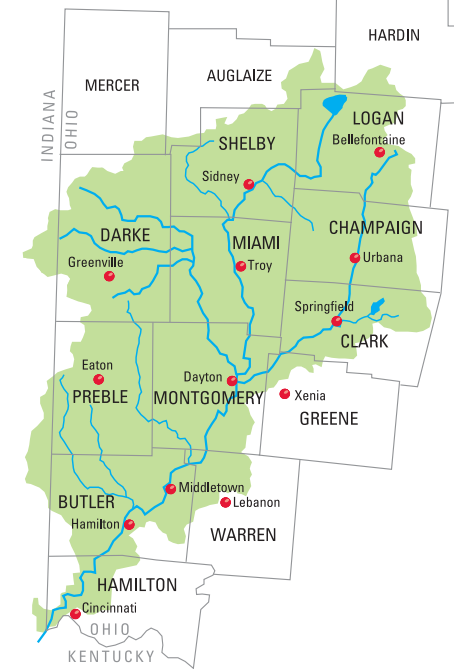 HARDIN
AUGLAIZE
MERCER
LOGAN
INDIANA
OHIO
SHELBY
Bellefontaine
Sidney
CHAMPAIGN
DARKE
MIAMI
Greenville
Troy
Urbana
Springfield
CLARK
Eaton
Dayton
PREBLE
MONTGOMERY
Xenia
GREENE
Middletown
BUTLER
Lebanon
Hamilton
WARREN
HAMILTON
Cincinnati
OHIO
KENTUCKY